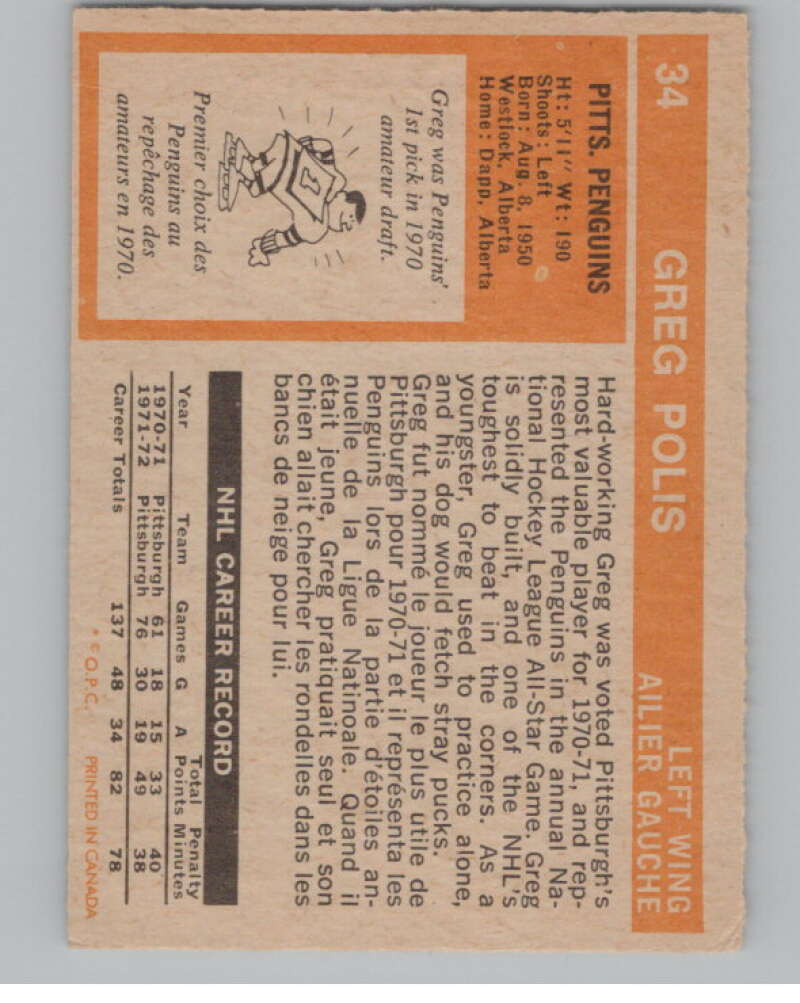 34 GREG POLIS LEFT WING
AILIER GAUCHE
PITTS. PENGUINS
Ht: 5'11" Wt: 190
Shoots: Left
Born: Aug. 8, 1950
Westlock, Alberta
Home: Dapp, Alberta
Greg was Penguins'
1st pick in 1970
amateur draft.
1
Premier choix des
Penguins au
repêchage des
amateurs en 1970.
Hard-working Greg was voted Pittsburgh's
most valuable player for 1970-71, and rep-
resented the Penguins in the annual Na-
tional Hockey League All-Star Game. Greg
is solidly built, and one of the NHL's
toughest to beat in the corners. As a
youngster, Greg used to practice alone,
and his dog would fetch stray pucks.
Greg fut nommé le joueur le plus utile de
Pittsburgh pour 1970-71 et il représenta les
Penguins lors de la partie d'étoiles an-
nuelle de la Ligue Natinoale. Quand il
était jeune, Greg pratiquait seul et son
chien allait chercher les rondelles dans les
bancs de neige pour lui.
NHL CAREER RECORD
Total Penalty
Year Team Games G A Points Minutes
1970-71 Pittsburgh 61 18 15 33 40
1971-72 Pittsburgh 76 30 19 49 38
Career Totals 137 48 34 82 78
* © O.P.C. PRINTED IN CANADA